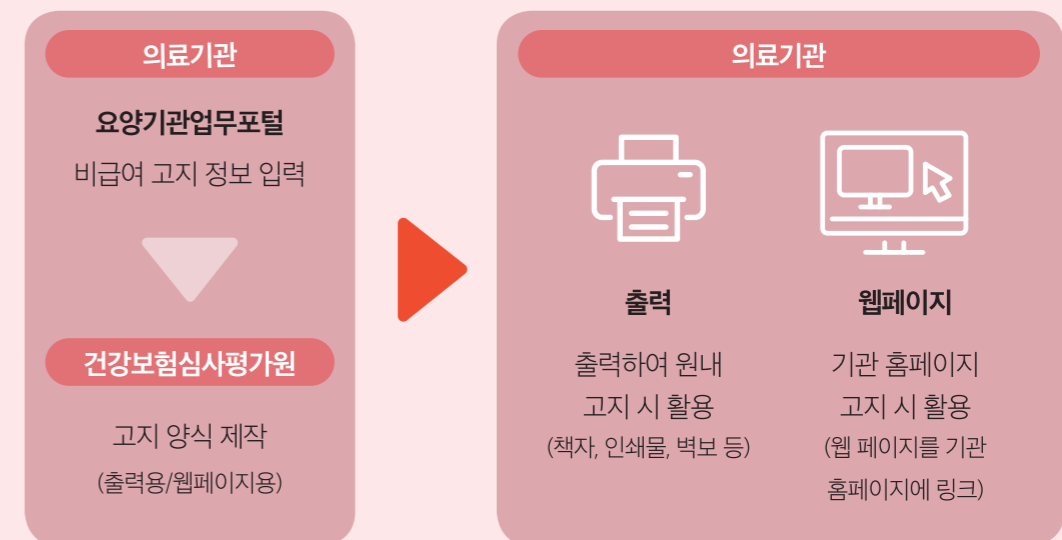 의료기관
요양기관업무포털
비급여 고지 정보 입력
건강보험심사평가원
고지 양식 제작
(출력용/웹페이지용)
의료기관
출력
출력하여 원내
고지 시 활용
(책자, 인쇄물, 벽보 등)
웹페이지
기관 홈페이지
고지 시 활용
(웹 페이지를 기관
홈페이지에 링크)